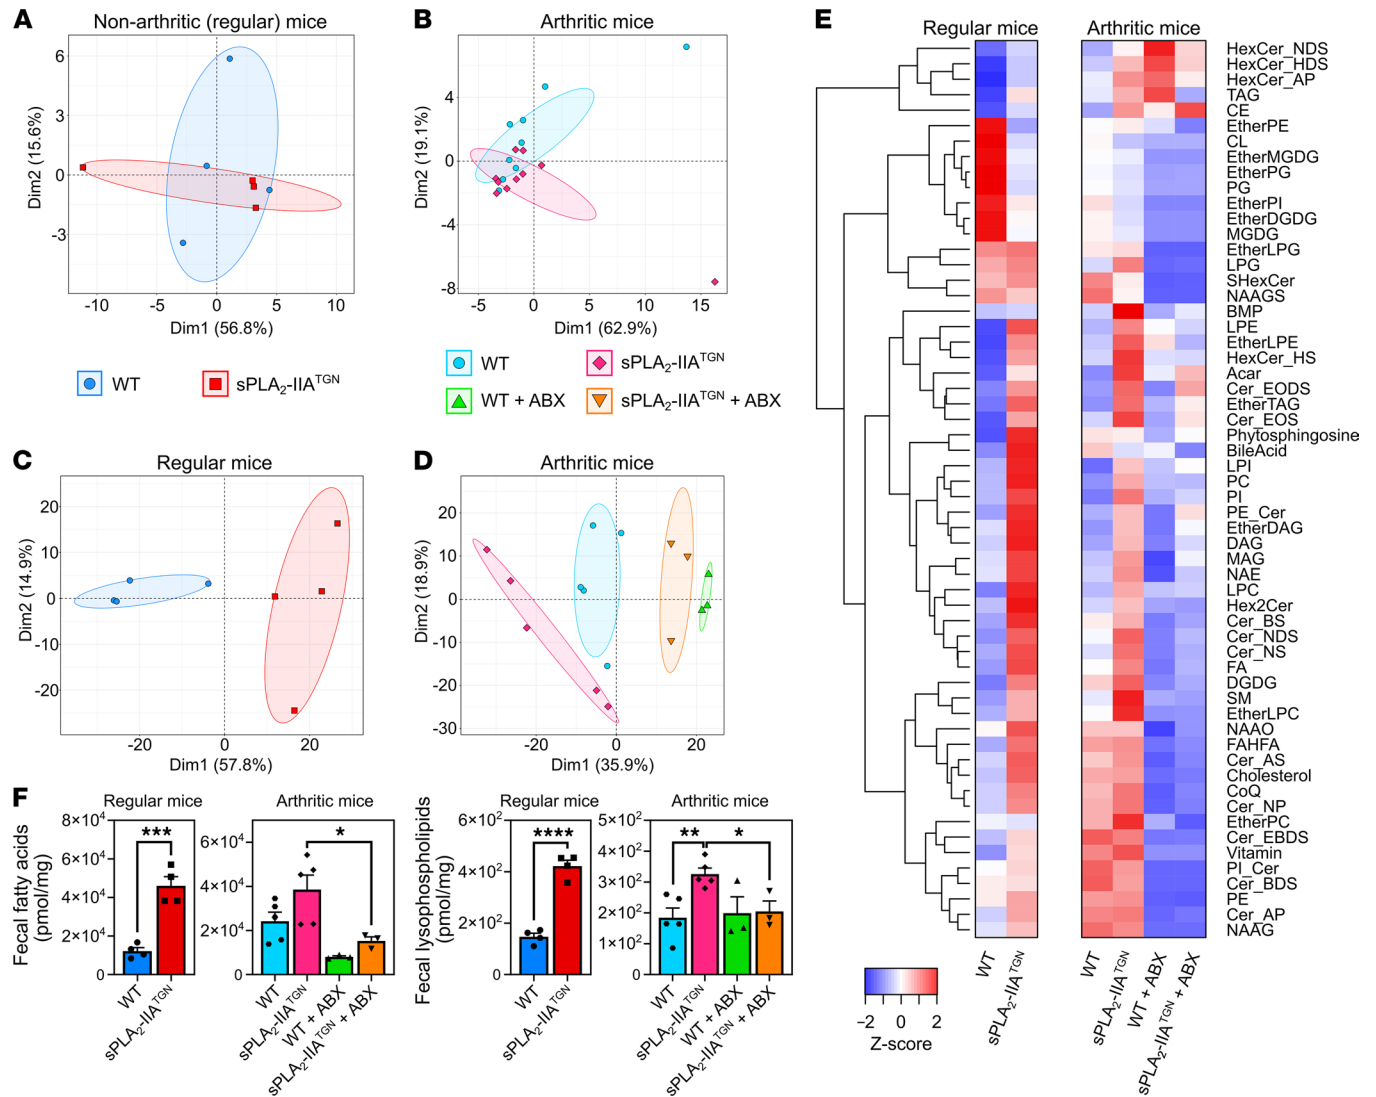 A
Non-arthritic (regular) mice
6
3
0
-3
Dim2 (15.6%)
-10
-5
0
5
10
Dim1 (56.8%)
WT
sPLA2-IIATGN
B
Arthritic mice
4
0
-4
-8
Dim2 (19.1%)
-5
0
5
10
15
Dim1 (62.9%)
WT
sPLA2-IIATGN
WT + ABX
sPLA2-IIATGN + ABX
C
Regular mice
20
10
0
-10
-20
Dim2 (14.9%)
-20
0
20
Dim1 (57.8%)
D
Arthritic mice
20
10
0
-10
-20
-30
Dim2 (18.9%)
-20
0
20
Dim1 (35.9%)
E
Regular mice
Arthritic mice
HexCer_NDS
HexCer_HDS
HexCer_AP
TAG
CE
EtherPE
CL
EtherMGDG
EtherPG
PG
EtherPI
EtherDGDG
MGDG
EtherLPG
LPG
SHexCer
NAAGS
BMP
LPE
EtherLPE
HexCer_HS
Acar
Cer_EODS
EtherTAG
Cer_EOS
Phytosphingosine
BileAcid
LPI
PC
PI
PE_Cer
EtherDAG
DAG
MAG
NAE
LPC
Hex2Cer
Cer_BS
Cer_NDS
Cer_NS
FA
DGDG
SM
EtherLPC
NAAO
FAHFA
Cer_AS
Cholesterol
CoQ
Cer_NP
EtherPC
Cer_EBDS
Vitamin
PI_Cer
Cer_BDS
PE
Cer_AP
NAAG
WT
sPLA2-IIATGN
WT
sPLA2-IIATGN
WT + ABX
sPLA2-IIATGN + ABX
−2 0 2
Z-score
F
Regular mice
Fecal fatty acids
(pmol/mg)
8×10⁴
6×10⁴
4×10⁴
2×10⁴
0
***
WT
sPLA2-IIATGN
Arthritic mice
6×10⁴
4×10⁴
2×10⁴
0
*
WT
sPLA2-IIATGN
WT + ABX
sPLA2-IIATGN + ABX
Regular mice
Fecal lysophospholipids
(pmol/mg)
6×10²
4×10²
2×10²
0
****
WT
sPLA2-IIATGN
Arthritic mice
5×10²
4×10²
3×10²
2×10²
1×10²
0
**
*
WT
sPLA2-IIATGN
WT + ABX
sPLA2-IIATGN + ABX